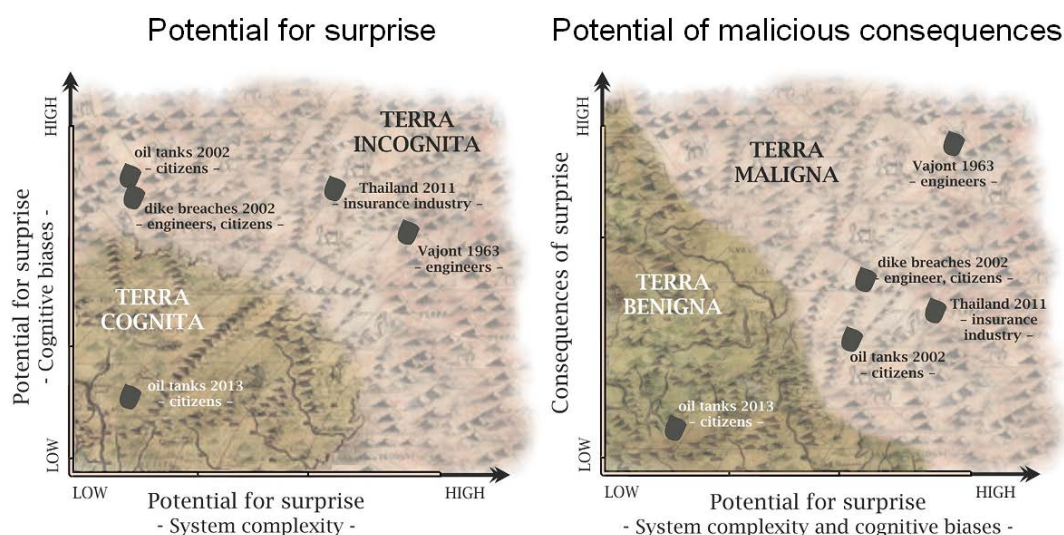 Potential for surprise
HIGH
LOW
Potential for surprise
- Cognitive biases -
TERRA
INCOGNITA
oil tanks 2002
- citizens -
dike breaches 2002
- engineers, citizens -
Thailand 2011
- insurance industry -
Vajont 1963
- engineers -
TERRA
COGNITA
oil tanks 2013
- citizens -
LOW
HIGH
Potential for surprise
- System complexity -
Potential of malicious consequences
HIGH
LOW
Consequences of surprise
TERRA
MALIGNA
Vajont 1963
- engineers -
dike breaches 2002
- engineer, citizens -
TERRA
BENIGNA
Thailand 2011
- insurance
industry -
oil tanks 2002
- citizens -
oil tanks 2013
- citizens -
LOW
HIGH
Potential for surprise
- System complexity and cognitive biases -